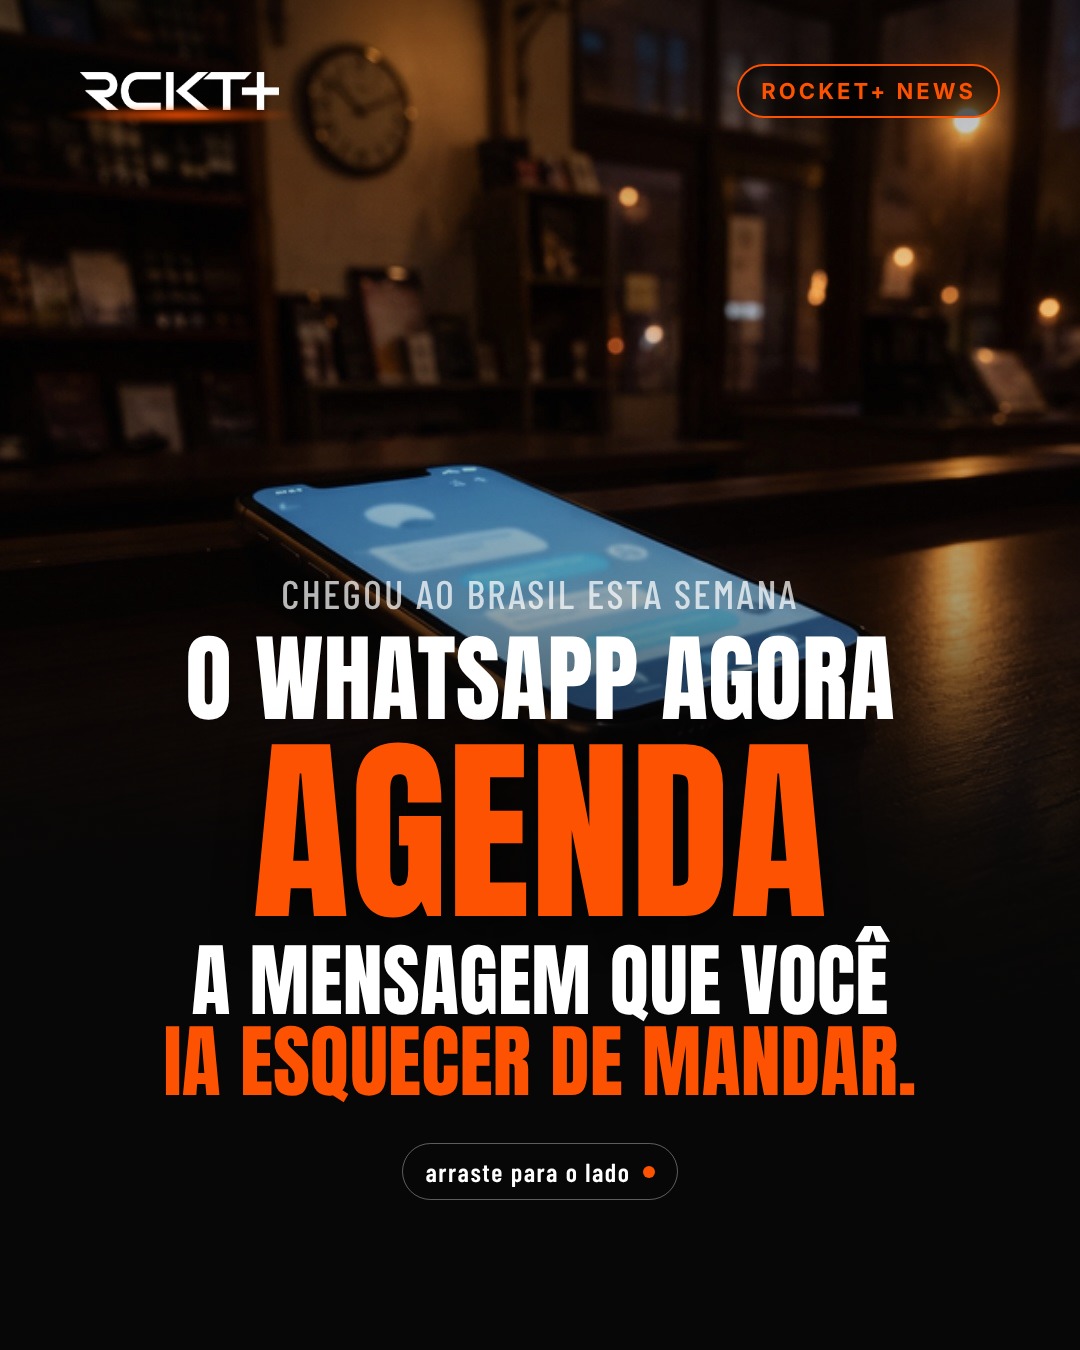 RCKT+
ROCKET+ NEWS
CHEGOU AO BRASIL ESTA SEMANA
O WHATSAPP AGORA
AGENDA
A MENSAGEM QUE VOCÊ
IA ESQUECER DE MANDAR.
arraste para o lado